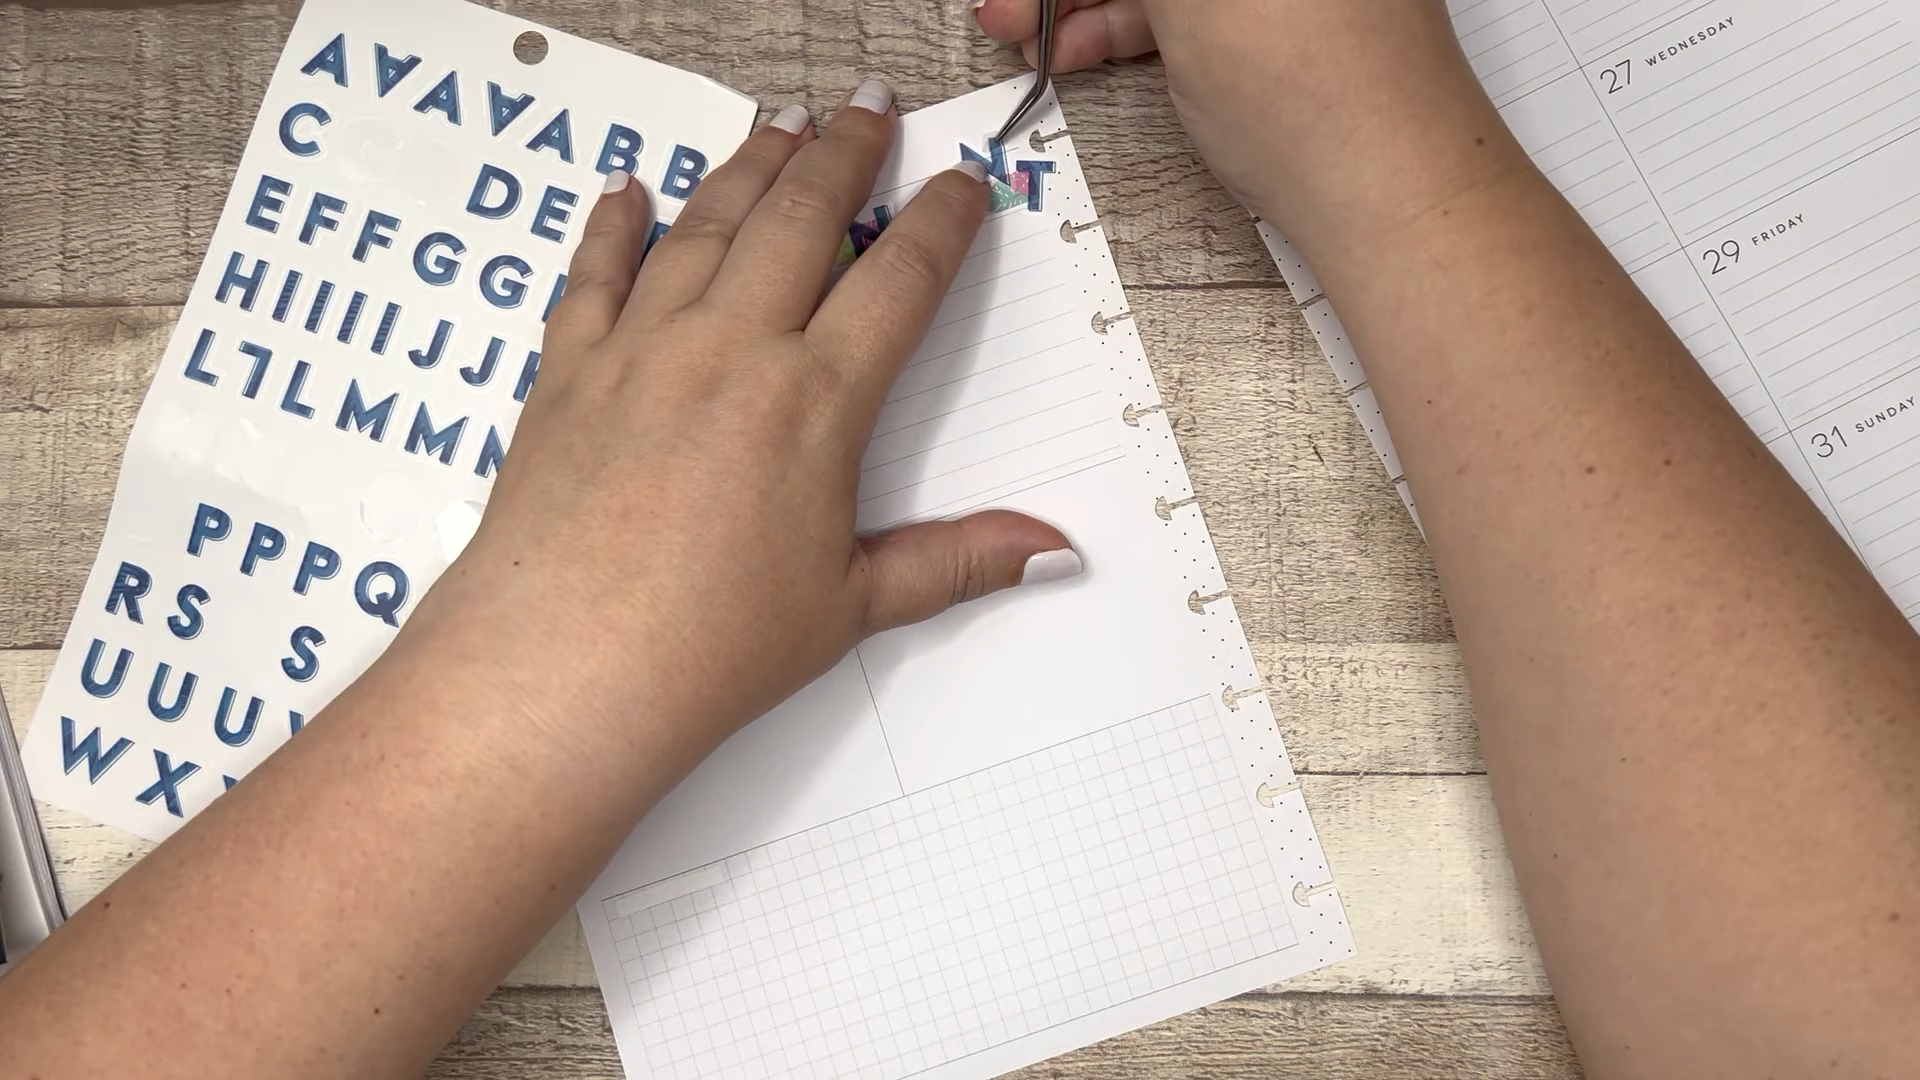 A A A A A B B
C D E
E F F G G
H I I I I J J
L L L M M
P P P Q
R S S
U U U
W X
N T
27 WEDNESDAY
29 FRIDAY
31 SUNDAY